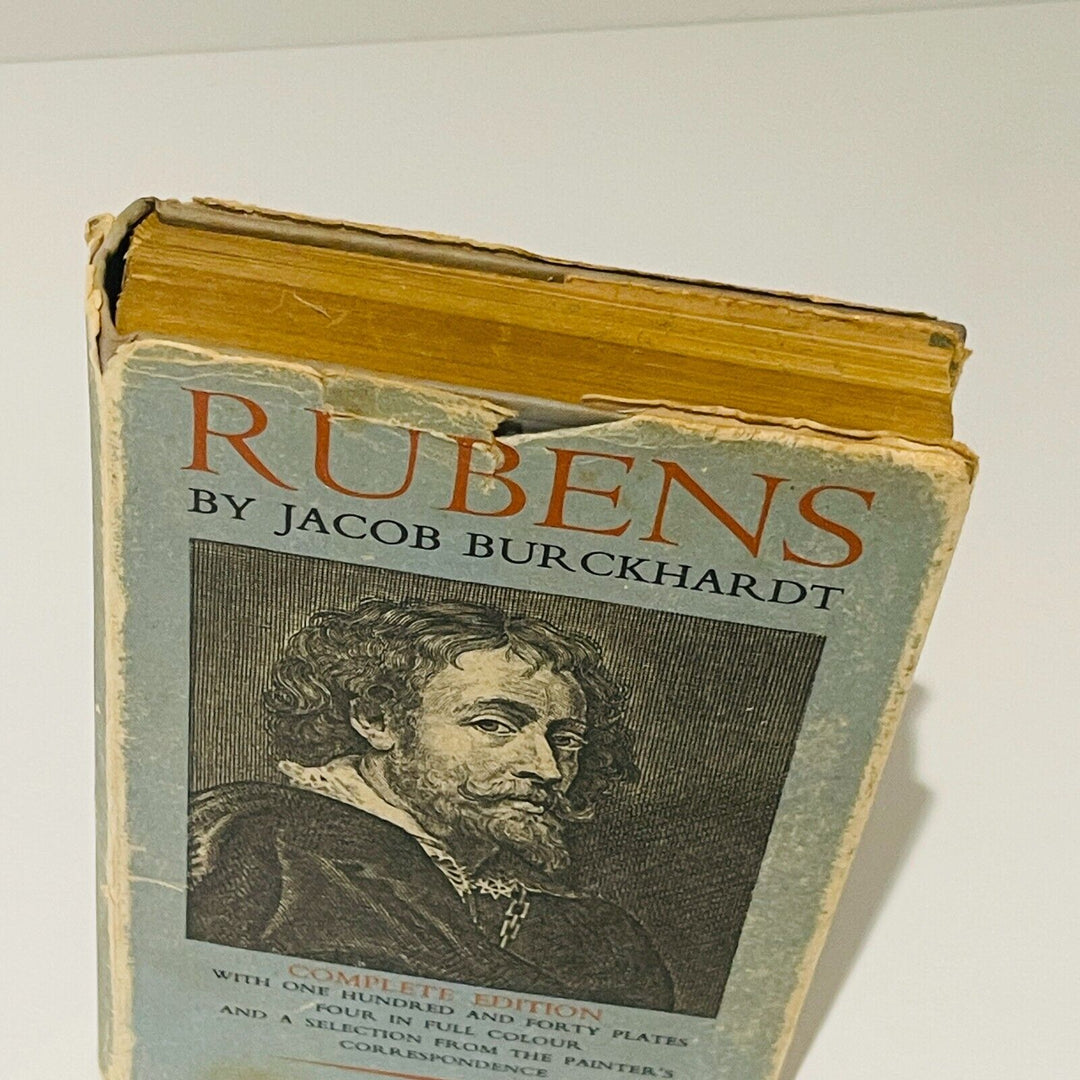 RUBENS
BY JACOB BURCKHARDT
COMPLETE EDITION
WITH ONE HUNDRED AND FORTY PLATES
FOUR IN FULL COLOUR
AND A SELECTION FROM THE PAINTER'S
CORRESPONDENCE